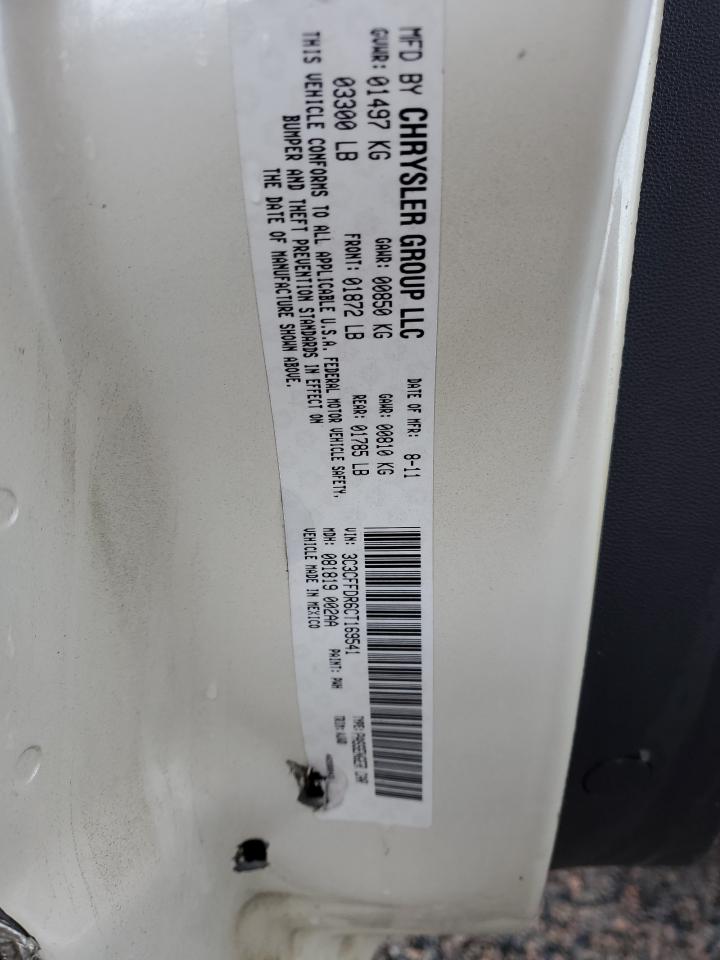 MFD BY CHRYSLER GROUP LLC
DATE OF MFR: 8-11
GVWR: 01497 KG
GAWR: 00850 KG
GAWR: 00810 KG
03300 LB
FRONT: 01872 LB
REAR: 01785 LB
THIS VEHICLE CONFORMS TO ALL APPLICABLE U.S.A. FEDERAL MOTOR VEHICLE SAFETY,
BUMPER AND THEFT PREVENTION STANDARDS IN EFFECT ON
THE DATE OF MANUFACTURE SHOWN ABOVE.
VIN: 3C3CFFDR6CT169541
TYPE: PASSENGER CAR
MDH: 081819 002AA
PAINT: PWH
VEHICLE MADE IN MEXICO
TRIM: